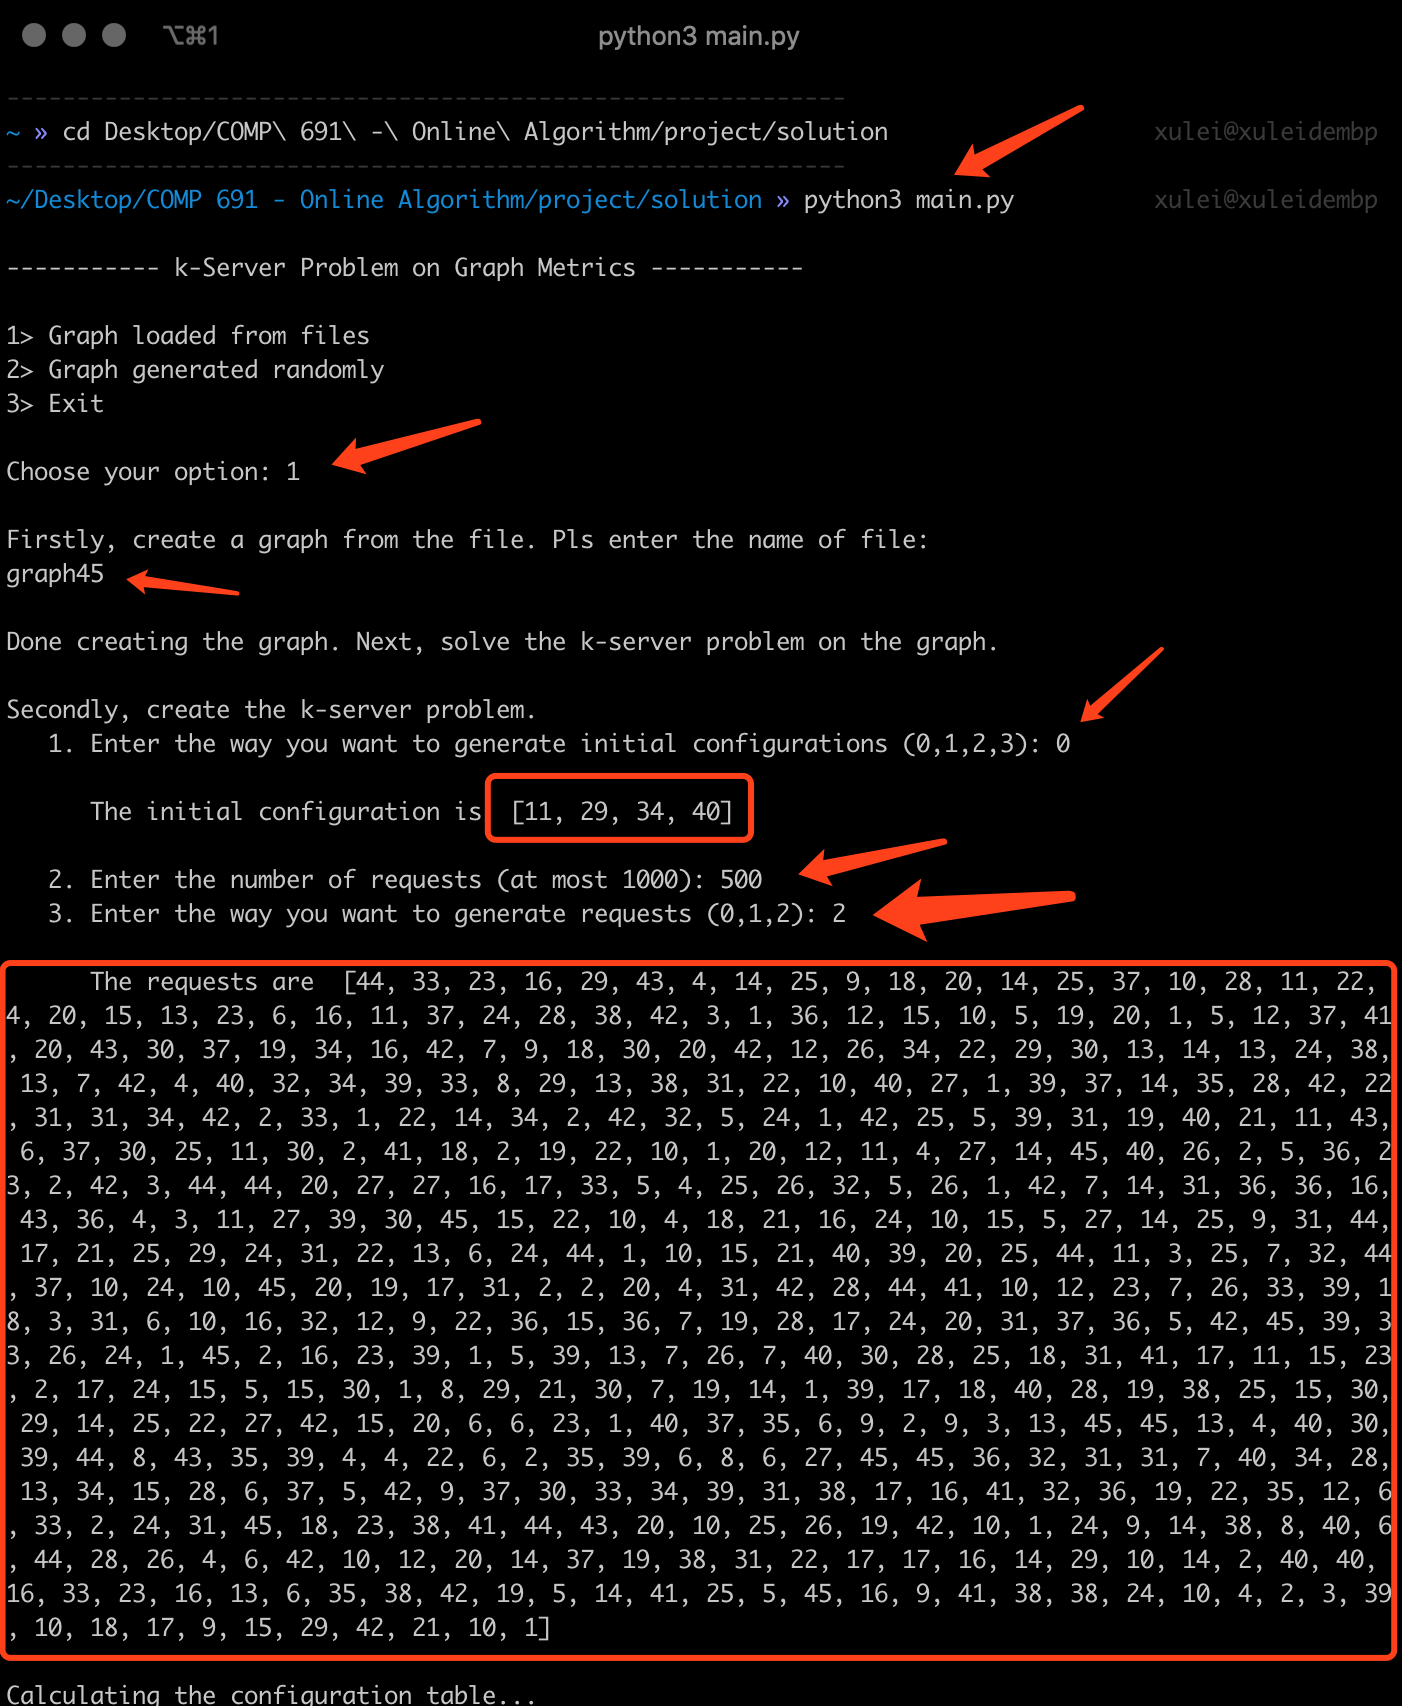 ⌥⌘1 python3 main.py
------------------------------------------------------------
~ » cd Desktop/COMP\ 691\ -\ Online\ Algorithm/project/solution xulei@xuleidembp
------------------------------------------------------------
~/Desktop/COMP 691 - Online Algorithm/project/solution » python3 main.py xulei@xuleidembp
----------- k-Server Problem on Graph Metrics -----------
1> Graph loaded from files
2> Graph generated randomly
3> Exit
Choose your option: 1
Firstly, create a graph from the file. Pls enter the name of file:
graph45
Done creating the graph. Next, solve the k-server problem on the graph.
Secondly, create the k-server problem.
1. Enter the way you want to generate initial configurations (0,1,2,3): 0
The initial configuration is [11, 29, 34, 40]
2. Enter the number of requests (at most 1000): 500
3. Enter the way you want to generate requests (0,1,2): 2
The requests are [44, 33, 23, 16, 29, 43, 4, 14, 25, 9, 18, 20, 14, 25, 37, 10, 28, 11, 22,
4, 20, 15, 13, 23, 6, 16, 11, 37, 24, 28, 38, 42, 3, 1, 36, 12, 15, 10, 5, 19, 20, 1, 5, 12, 37, 41
, 20, 43, 30, 37, 19, 34, 16, 42, 7, 9, 18, 30, 20, 42, 12, 26, 34, 22, 29, 30, 13, 14, 13, 24, 38,
13, 7, 42, 4, 40, 32, 34, 39, 33, 8, 29, 13, 38, 31, 22, 10, 40, 27, 1, 39, 37, 14, 35, 28, 42, 22
, 31, 31, 34, 42, 2, 33, 1, 22, 14, 34, 2, 42, 32, 5, 24, 1, 42, 25, 5, 39, 31, 19, 40, 21, 11, 43,
6, 37, 30, 25, 11, 30, 2, 41, 18, 2, 19, 22, 10, 1, 20, 12, 11, 4, 27, 14, 45, 40, 26, 2, 5, 36, 2
3, 2, 42, 3, 44, 44, 20, 27, 27, 16, 17, 33, 5, 4, 25, 26, 32, 5, 26, 1, 42, 7, 14, 31, 36, 36, 16,
43, 36, 4, 3, 11, 27, 39, 30, 45, 15, 22, 10, 4, 18, 21, 16, 24, 10, 15, 5, 27, 14, 25, 9, 31, 44,
17, 21, 25, 29, 24, 31, 22, 13, 6, 24, 44, 1, 10, 15, 21, 40, 39, 20, 25, 44, 11, 3, 25, 7, 32, 44
, 37, 10, 24, 10, 45, 20, 19, 17, 31, 2, 2, 20, 4, 31, 42, 28, 44, 41, 10, 12, 23, 7, 26, 33, 39, 1
8, 3, 31, 6, 10, 16, 32, 12, 9, 22, 36, 15, 36, 7, 19, 28, 17, 24, 20, 31, 37, 36, 5, 42, 45, 39, 3
3, 26, 24, 1, 45, 2, 16, 23, 39, 1, 5, 39, 13, 7, 26, 7, 40, 30, 28, 25, 18, 31, 41, 17, 11, 15, 23
, 2, 17, 24, 15, 5, 15, 30, 1, 8, 29, 21, 30, 7, 19, 14, 1, 39, 17, 18, 40, 28, 19, 38, 25, 15, 30,
29, 14, 25, 22, 27, 42, 15, 20, 6, 6, 23, 1, 40, 37, 35, 6, 9, 2, 9, 3, 13, 45, 45, 13, 4, 40, 30,
39, 44, 8, 43, 35, 39, 4, 4, 22, 6, 2, 35, 39, 6, 8, 6, 27, 45, 45, 36, 32, 31, 31, 7, 40, 34, 28,
13, 34, 15, 28, 6, 37, 5, 42, 9, 37, 30, 33, 34, 39, 31, 38, 17, 16, 41, 32, 36, 19, 22, 35, 12, 6
, 33, 2, 24, 31, 45, 18, 23, 38, 41, 44, 43, 20, 10, 25, 26, 19, 42, 10, 1, 24, 9, 14, 38, 8, 40, 6
, 44, 28, 26, 4, 6, 42, 10, 12, 20, 14, 37, 19, 38, 31, 22, 17, 17, 16, 14, 29, 10, 14, 2, 40, 40,
16, 33, 23, 16, 13, 6, 35, 38, 42, 19, 5, 14, 41, 25, 5, 45, 16, 9, 41, 38, 38, 24, 10, 4, 2, 3, 39
, 10, 18, 17, 9, 15, 29, 42, 21, 10, 1]
Calculating the configuration table...